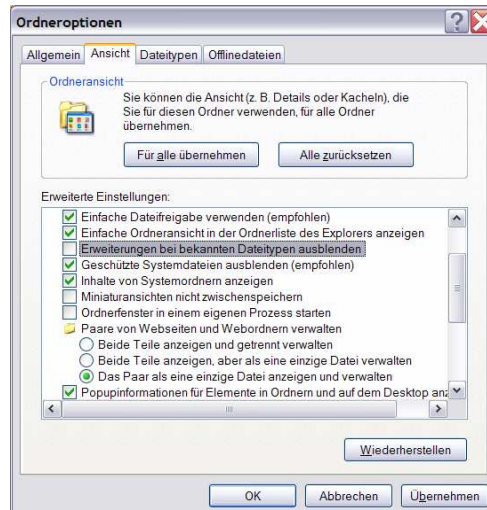 Ordneroptionen
Allgemein Ansicht Dateitypen Offlinedateien
Ordneransicht
Sie können die Ansicht (z. B. Details oder Kacheln), die
Sie für diesen Ordner verwenden, für alle Ordner
übernehmen.
Für alle übernehmen Alle zurücksetzen
Erweiterte Einstellungen:
Einfache Dateifreigabe verwenden (empfohlen)
Einfache Ordneransicht in der Ordnerliste des Explorers anzeigen
Erweiterungen bei bekannten Dateitypen ausblenden
Geschützte Systemdateien ausblenden (empfohlen)
Inhalte von Systemordnern anzeigen
Miniaturansichten nicht zwischenspeichern
Ordnerfenster in einem eigenen Prozess starten
Paare von Webseiten und Webordnern verwalten
Beide Teile anzeigen und getrennt verwalten
Beide Teile anzeigen, aber als eine einzige Datei verwalten
Das Paar als eine einzige Datei anzeigen und verwalten
Popupinformationen für Elemente in Ordnern und auf dem Desktop anz
Wiederherstellen
OK Abbrechen Übernehmen